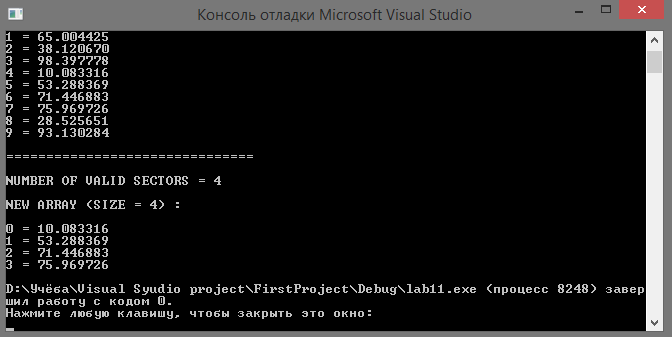 Консоль отладки Microsoft Visual Studio
1 = 65.004425
2 = 38.120670
3 = 98.397778
4 = 10.083316
5 = 53.288369
6 = 71.446883
7 = 75.969726
8 = 28.525651
9 = 93.130284
===============================
NUMBER OF VALID SECTORS = 4
NEW ARRAY (SIZE = 4) :
0 = 10.083316
1 = 53.288369
2 = 71.446883
3 = 75.969726
D:\Учёба\Visual Syudio project\FirstProject\Debug\lab11.exe (процесс 8248) завер
шил работу с кодом 0.
Нажмите любую клавишу, чтобы закрыть это окно: